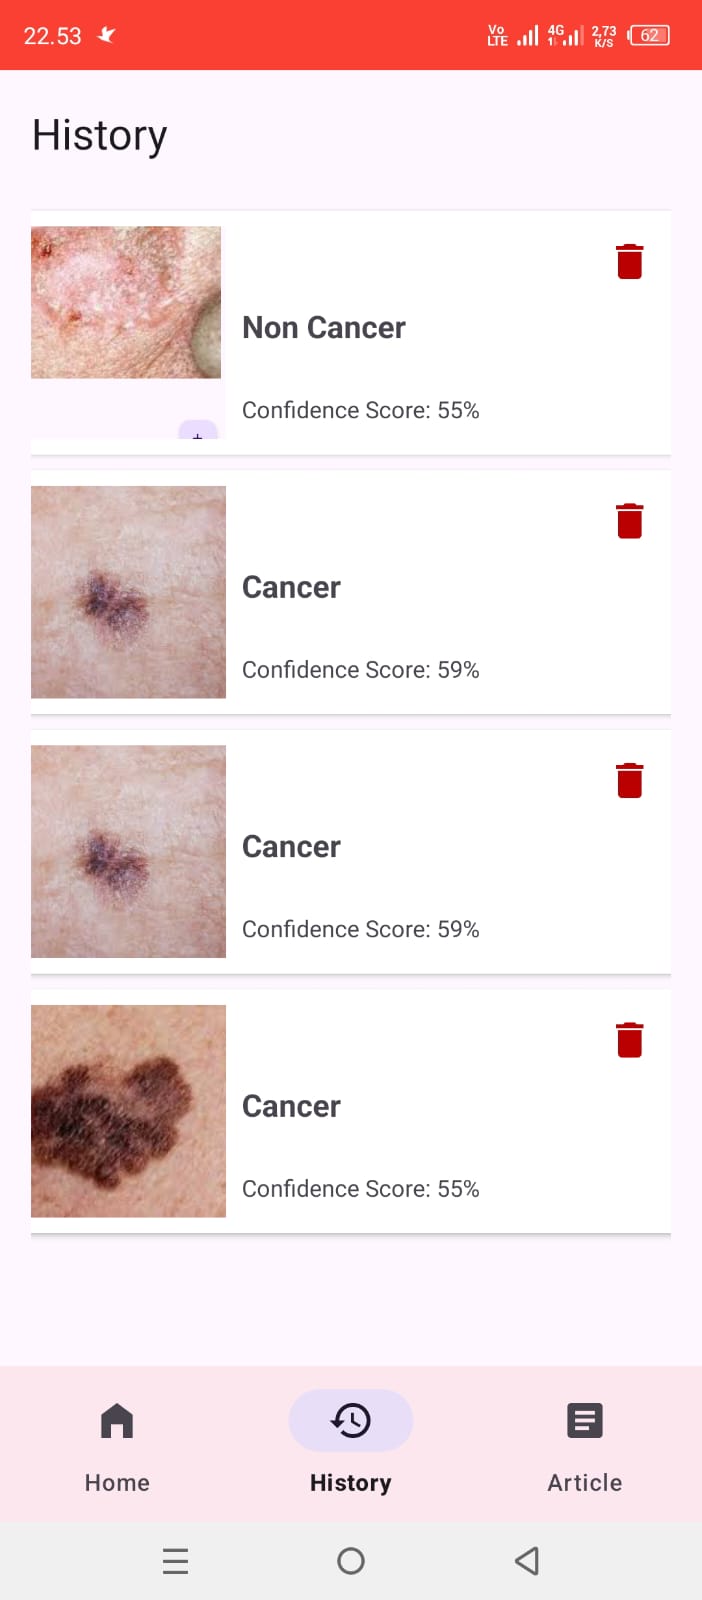 22.53
Vo LTE 4G 2,73 K/S 62
History
Non Cancer
Confidence Score: 55%
+
Cancer
Confidence Score: 59%
Cancer
Confidence Score: 59%
Cancer
Confidence Score: 55%
Home History Article